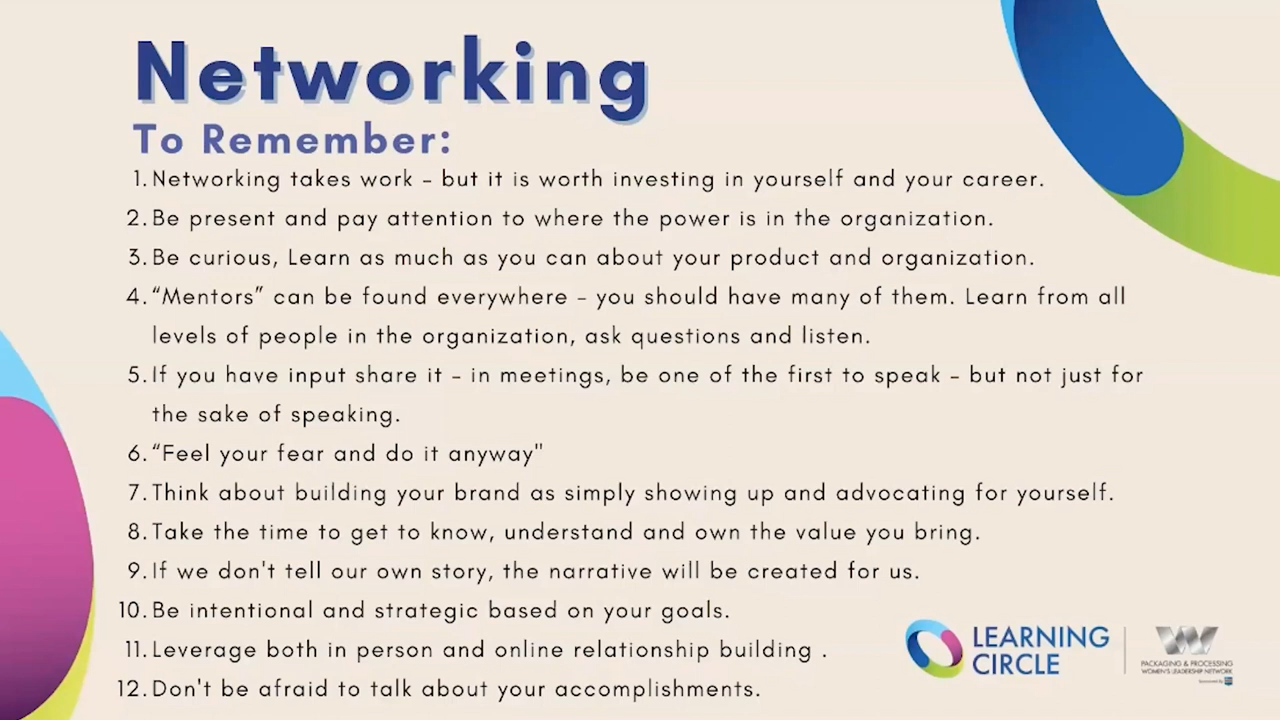 Networking
To Remember:
1. Networking takes work – but it is worth investing in yourself and your career.
2. Be present and pay attention to where the power is in the organization.
3. Be curious, Learn as much as you can about your product and organization.
4. “Mentors” can be found everywhere – you should have many of them. Learn from all
levels of people in the organization, ask questions and listen.
5. If you have input share it – in meetings, be one of the first to speak – but not just for
the sake of speaking.
6. “Feel your fear and do it anyway"
7. Think about building your brand as simply showing up and advocating for yourself.
8. Take the time to get to know, understand and own the value you bring.
9. If we don't tell our own story, the narrative will be created for us.
10. Be intentional and strategic based on your goals.
11. Leverage both in person and online relationship building .
12. Don't be afraid to talk about your accomplishments.
LEARNING
CIRCLE
PACKAGING & PROCESSING
WOMEN'S LEADERSHIP NETWORK
Sponsored by